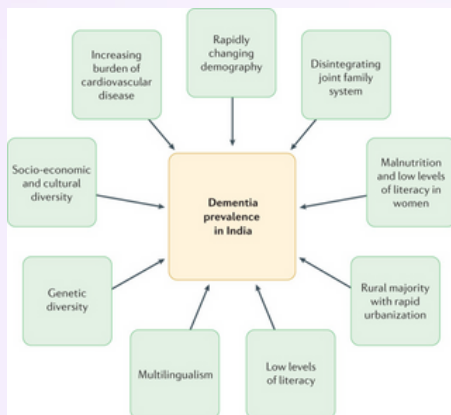 Rapidly changing
demography
Increasing
burden of
cardiovascular
disease
Disintegrating
joint family
system
Socio-economic
and cultural
diversity
Dementia
prevalence
in India
Malnutrition
and low levels
of literacy in
women
Genetic
diversity
Rural majority
with rapid
urbanization
Multilingualism
Low levels
of literacy